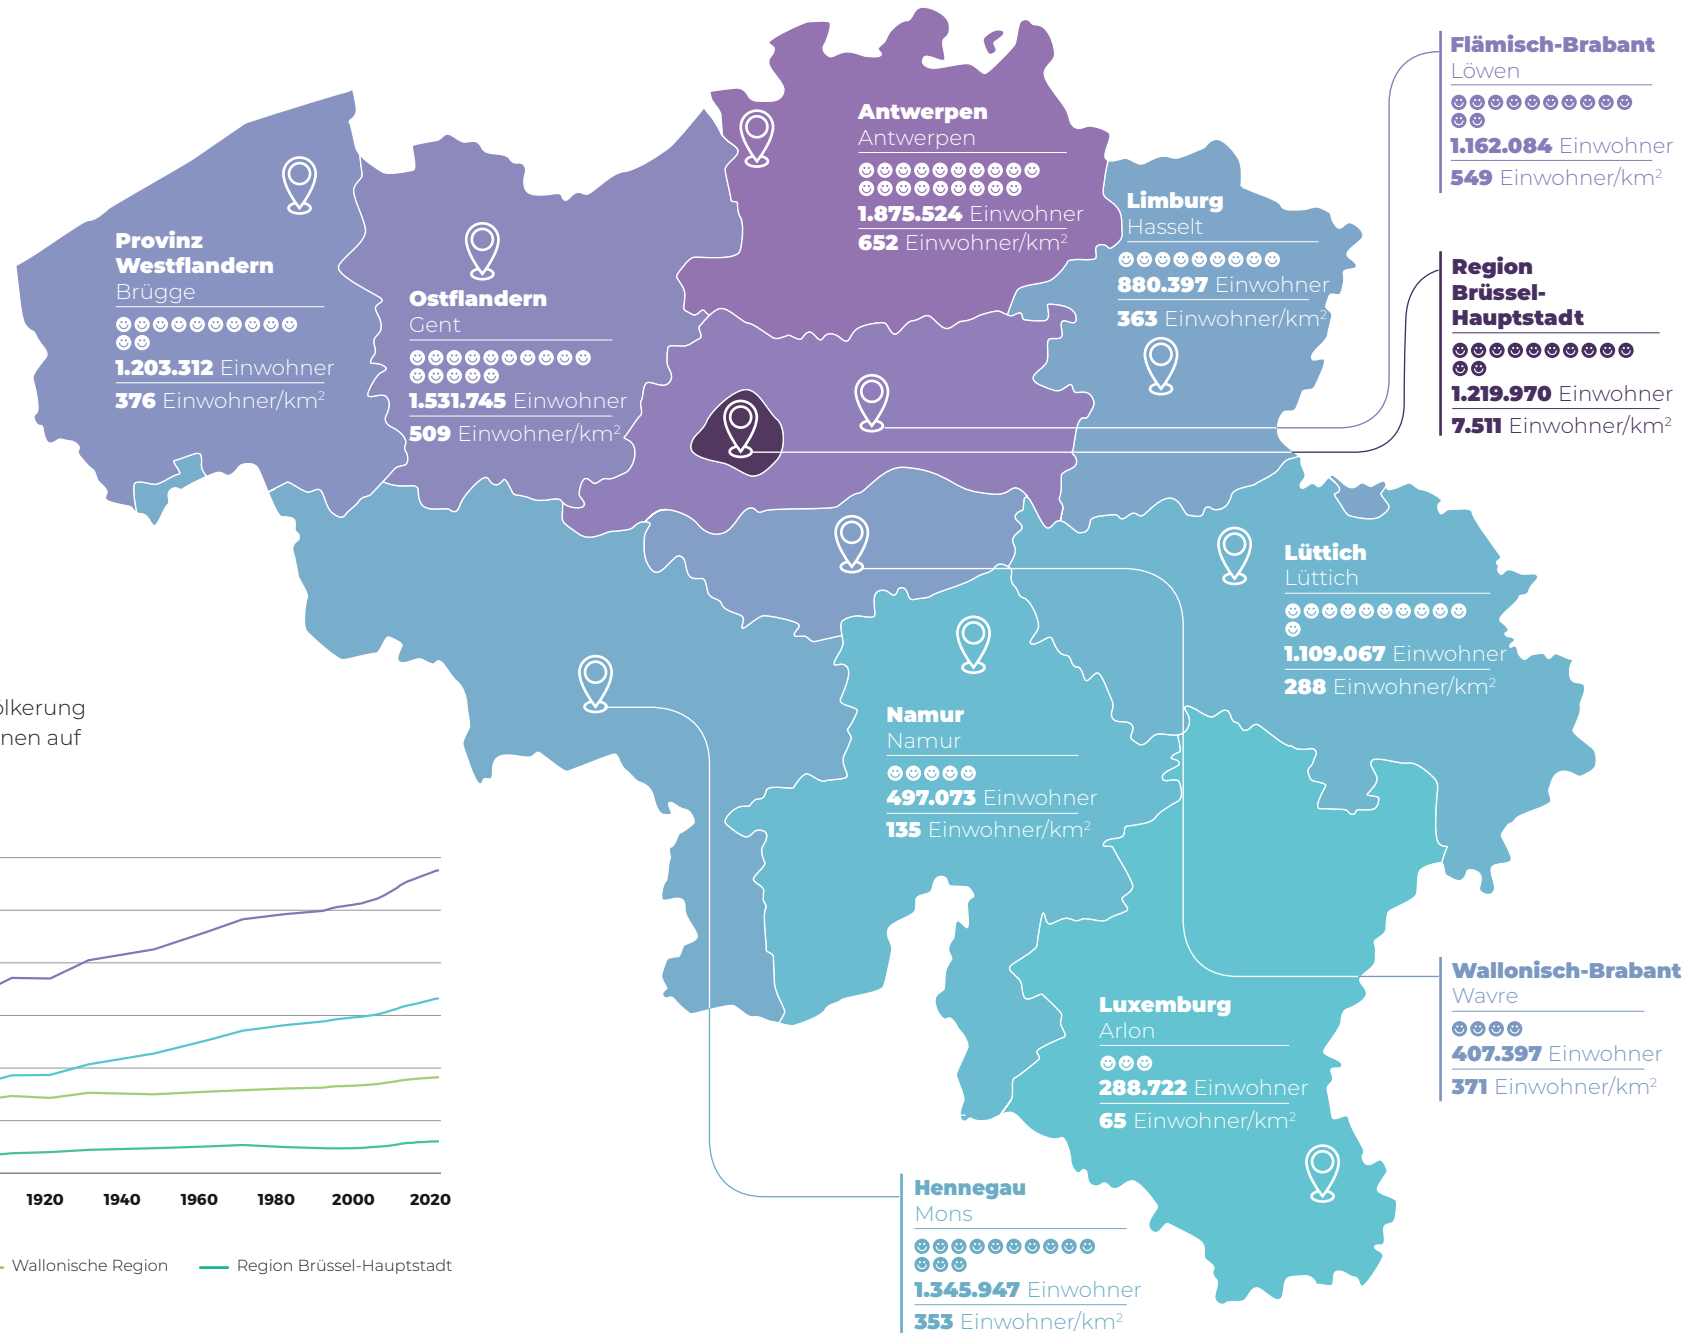 Flämisch-Brabant
Löwen
1.162.084 Einwohner
549 Einwohner/km²
Antwerpen
Antwerpen
1.875.524 Einwohner
652 Einwohner/km²
Limburg
Hasselt
880.397 Einwohner
363 Einwohner/km²
Provinz
Westflandern
Brügge
1.203.312 Einwohner
376 Einwohner/km²
Ostflandern
Gent
1.531.745 Einwohner
509 Einwohner/km²
Region
Brüssel-
Hauptstadt
1.219.970 Einwohner
7.511 Einwohner/km²
Lüttich
Lüttich
1.109.067 Einwohner
288 Einwohner/km²
ölkerung
nen auf
Namur
Namur
497.073 Einwohner
135 Einwohner/km²
Wallonisch-Brabant
Wavre
407.397 Einwohner
371 Einwohner/km²
Luxemburg
Arlon
288.722 Einwohner
65 Einwohner/km²
1920 1940 1960 1980 2000 2020
Wallonische Region Region Brüssel-Hauptstadt
Hennegau
Mons
1.345.947 Einwohner
353 Einwohner/km²